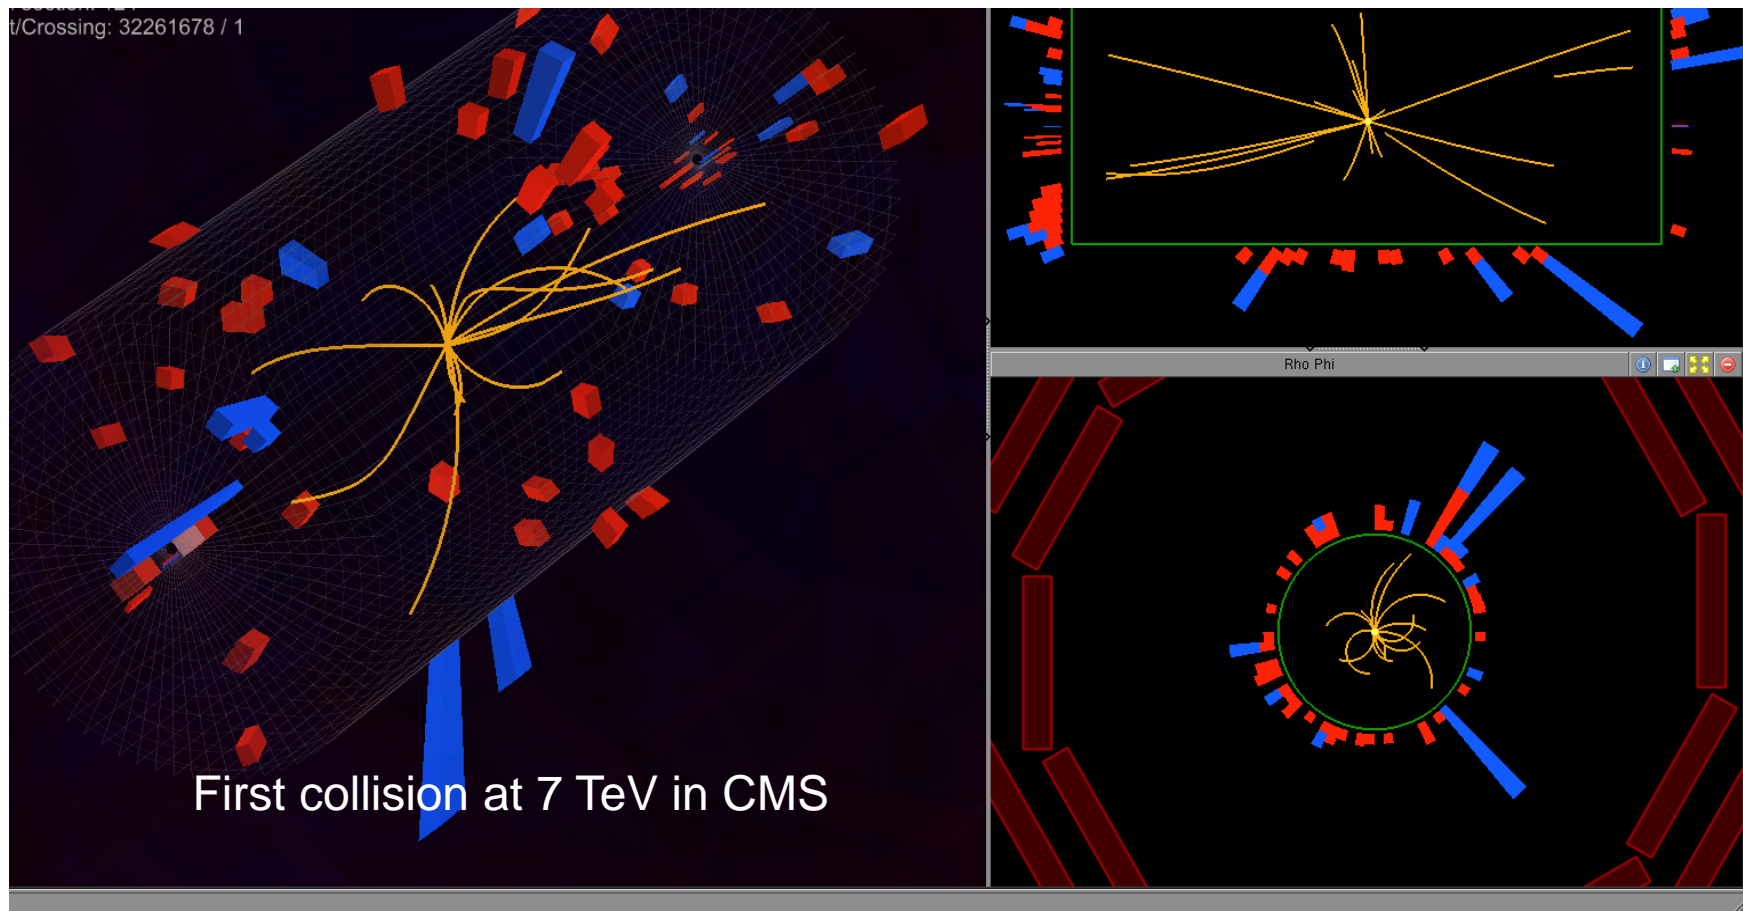 t/Crossing: 32261678 / 1
Rho Phi
First collision at 7 TeV in CMS